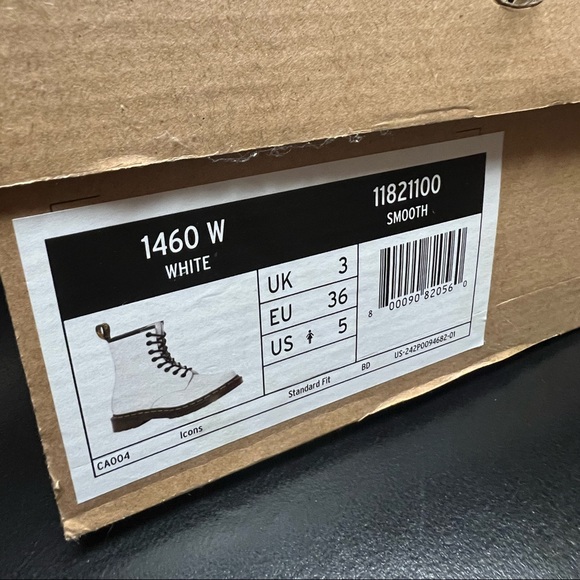 1460 W
WHITE
11821100
SMOOTH
UK 3
EU 36
US 5
8 00090 82056 0
CA004
Icons
Standard Fit
BD
US-242P0094682-01